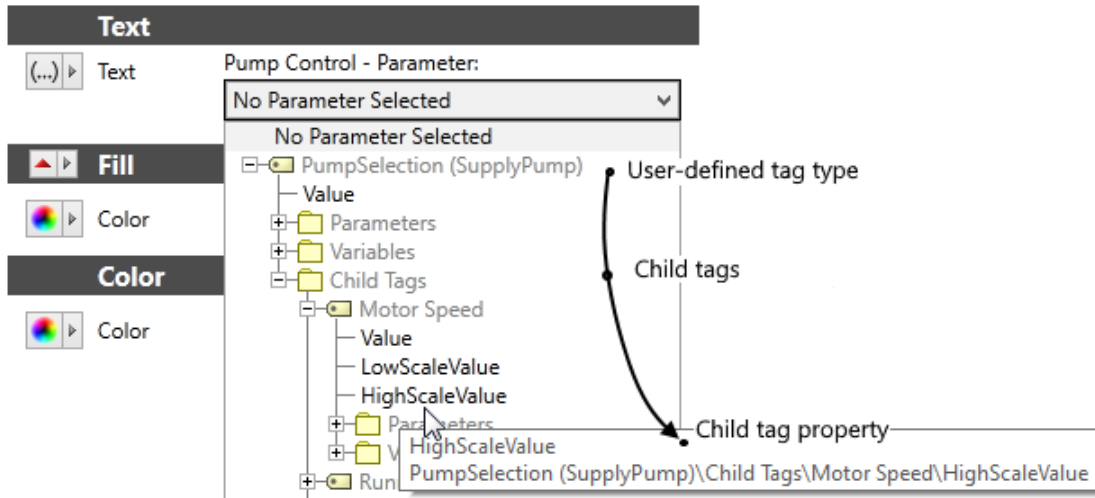 Text
(...) Text
Pump Control - Parameter:
No Parameter Selected
No Parameter Selected
Fill
PumpSelection (SupplyPump)
User-defined tag type
Value
Color
Parameters
Variables
Color
Child Tags
Child tags
Motor Speed
Color
Value
LowScaleValue
HighScaleValue
Parameters
Child tag property
HighScaleValue
V
PumpSelection (SupplyPump)\Child Tags\Motor Speed\HighScaleValue
Run